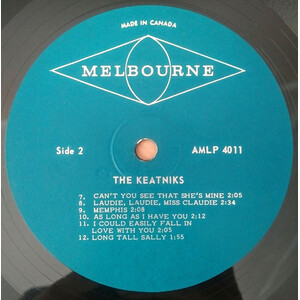 MADE IN CANADA
MELBOURNE
Side 2
AMLP 4011
THE KEATNIKS
7. CAN'T YOU SEE THAT SHE'S MINE 2:05
8. LAUDIE, LAUDIE, MISS CLAUDIE 2:34
9. MEMPHIS 2:08
10. AS LONG AS I HAVE YOU 2:12
11. I COULD EASILY FALL IN
LOVE WITH YOU 2:05
12. LONG TALL SALLY 1:55